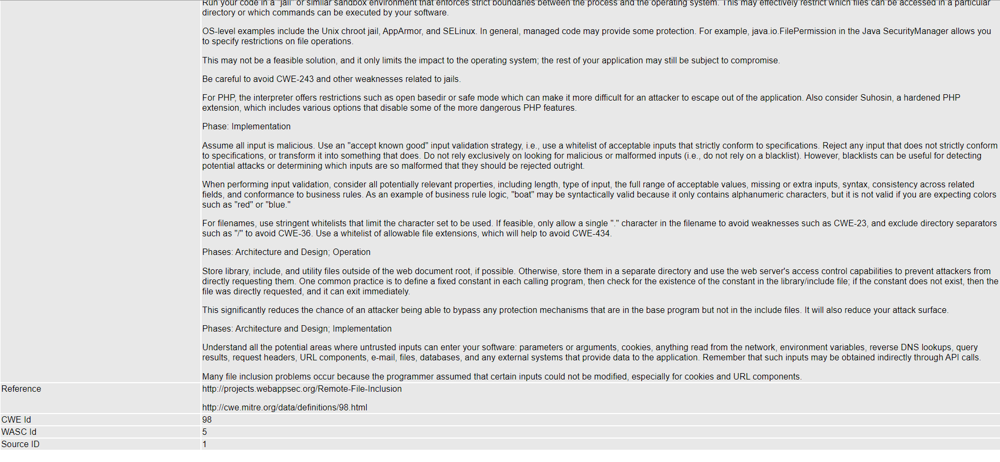 Run your code in a "jail" or similar sandbox environment that enforces strict boundaries between the process and the operating system. This may effectively restrict which files can be accessed in a particular
directory or which commands can be executed by your software.
OS-level examples include the Unix chroot jail, AppArmor, and SELinux. In general, managed code may provide some protection. For example, java.io.FilePermission in the Java SecurityManager allows you
to specify restrictions on file operations.
This may not be a feasible solution, and it only limits the impact to the operating system; the rest of your application may still be subject to compromise.
Be careful to avoid CWE-243 and other weaknesses related to jails.
For PHP, the interpreter offers restrictions such as open basedir or safe mode which can make it more difficult for an attacker to escape out of the application. Also consider Suhosin, a hardened PHP
extension, which includes various options that disable some of the more dangerous PHP features.
Phase: Implementation
Assume all input is malicious. Use an "accept known good" input validation strategy, i.e., use a whitelist of acceptable inputs that strictly conform to specifications. Reject any input that does not strictly conform
to specifications, or transform it into something that does. Do not rely exclusively on looking for malicious or malformed inputs (i.e., do not rely on a blacklist). However, blacklists can be useful for detecting
potential attacks or determining which inputs are so malformed that they should be rejected outright.
When performing input validation, consider all potentially relevant properties, including length, type of input, the full range of acceptable values, missing or extra inputs, syntax, consistency across related
fields, and conformance to business rules. As an example of business rule logic, "boat" may be syntactically valid because it only contains alphanumeric characters, but it is not valid if you are expecting colors
such as "red" or "blue."
For filenames, use stringent whitelists that limit the character set to be used. If feasible, only allow a single "." character in the filename to avoid weaknesses such as CWE-23, and exclude directory separators
such as "/" to avoid CWE-36. Use a whitelist of allowable file extensions, which will help to avoid CWE-434.
Phases: Architecture and Design; Operation
Store library, include, and utility files outside of the web document root, if possible. Otherwise, store them in a separate directory and use the web server's access control capabilities to prevent attackers from
directly requesting them. One common practice is to define a fixed constant in each calling program, then check for the existence of the constant in the library/include file; if the constant does not exist, then the
file was directly requested, and it can exit immediately.
This significantly reduces the chance of an attacker being able to bypass any protection mechanisms that are in the base program but not in the include files. It will also reduce your attack surface.
Phases: Architecture and Design; Implementation
Understand all the potential areas where untrusted inputs can enter your software: parameters or arguments, cookies, anything read from the network, environment variables, reverse DNS lookups, query
results, request headers, URL components, e-mail, files, databases, and any external systems that provide data to the application. Remember that such inputs may be obtained indirectly through API calls.
Many file inclusion problems occur because the programmer assumed that certain inputs could not be modified, especially for cookies and URL components.
Reference
http://projects.webappsec.org/Remote-File-Inclusion
http://cwe.mitre.org/data/definitions/98.html
CWE Id 98
WASC Id 5
Source ID 1